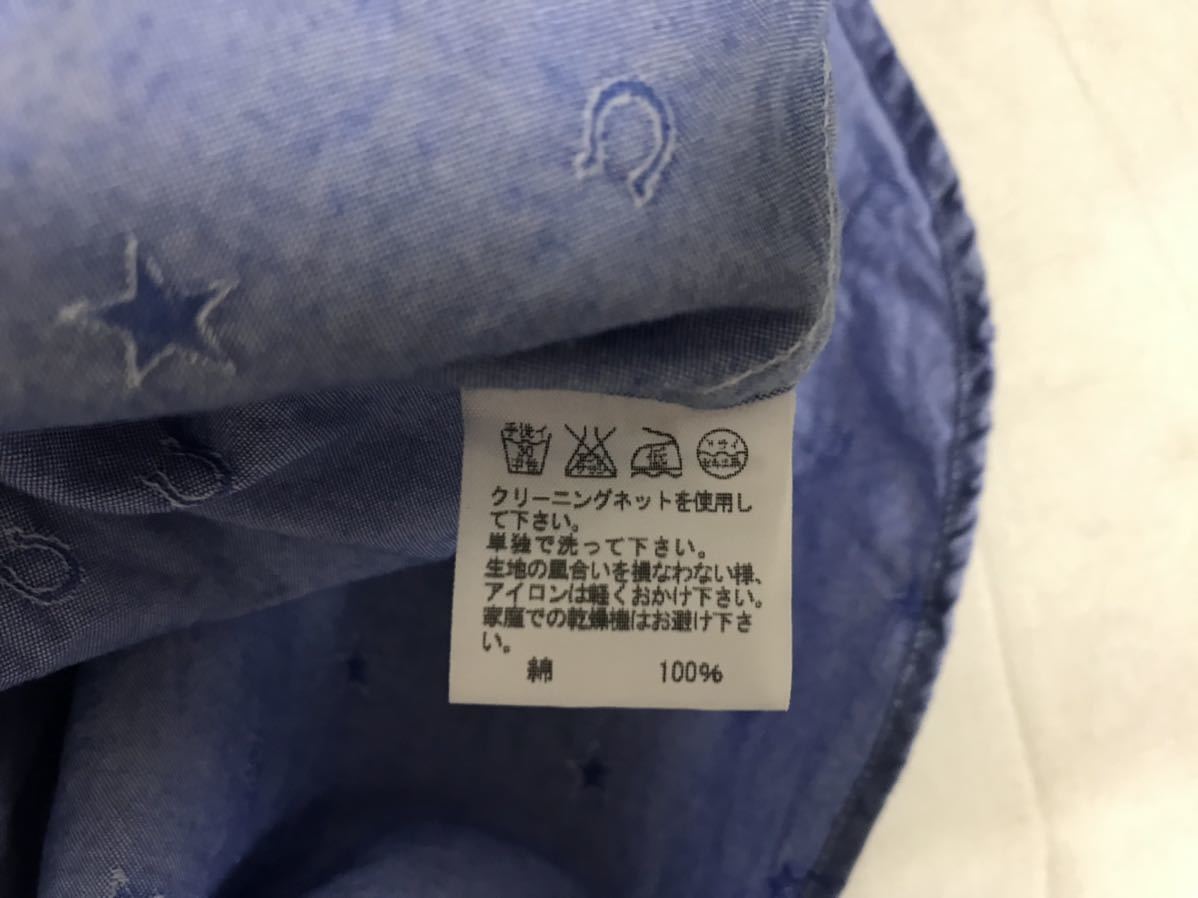 手洗イ
30
中性
クリーニングネットを使用し
て下さい。
単独で洗って下さい。
生地の風合いを損なわない様、
アイロンは軽くおかけ下さい。
家庭での乾燥機はお避け下さ
い。
綿 100%